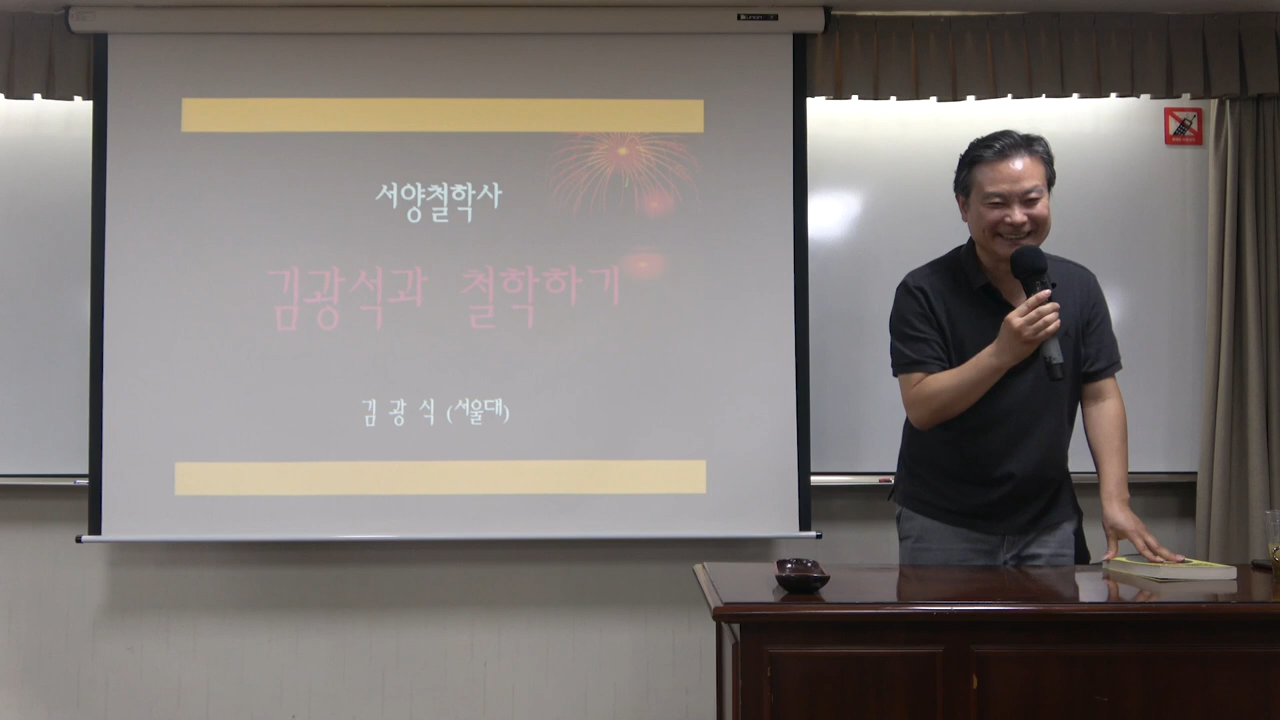 서양철학사
김광석과 철학하기
김 광 식 (서울대)